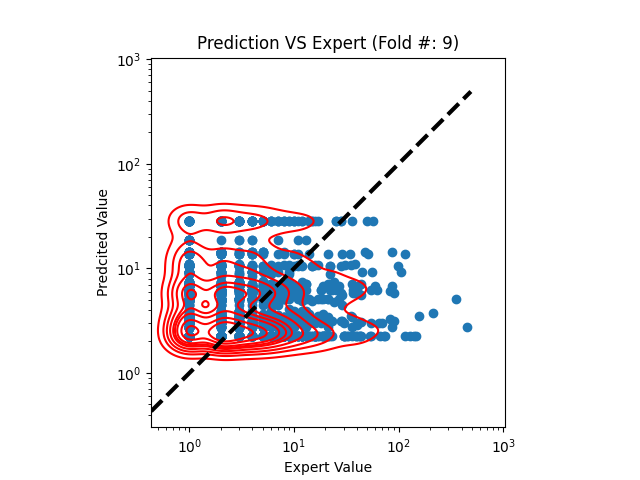 Prediction VS Expert (Fold #: 9)
10³
10²
10¹
10⁰
Predcited Value
10⁰ 10¹ 10² 10³
Expert Value